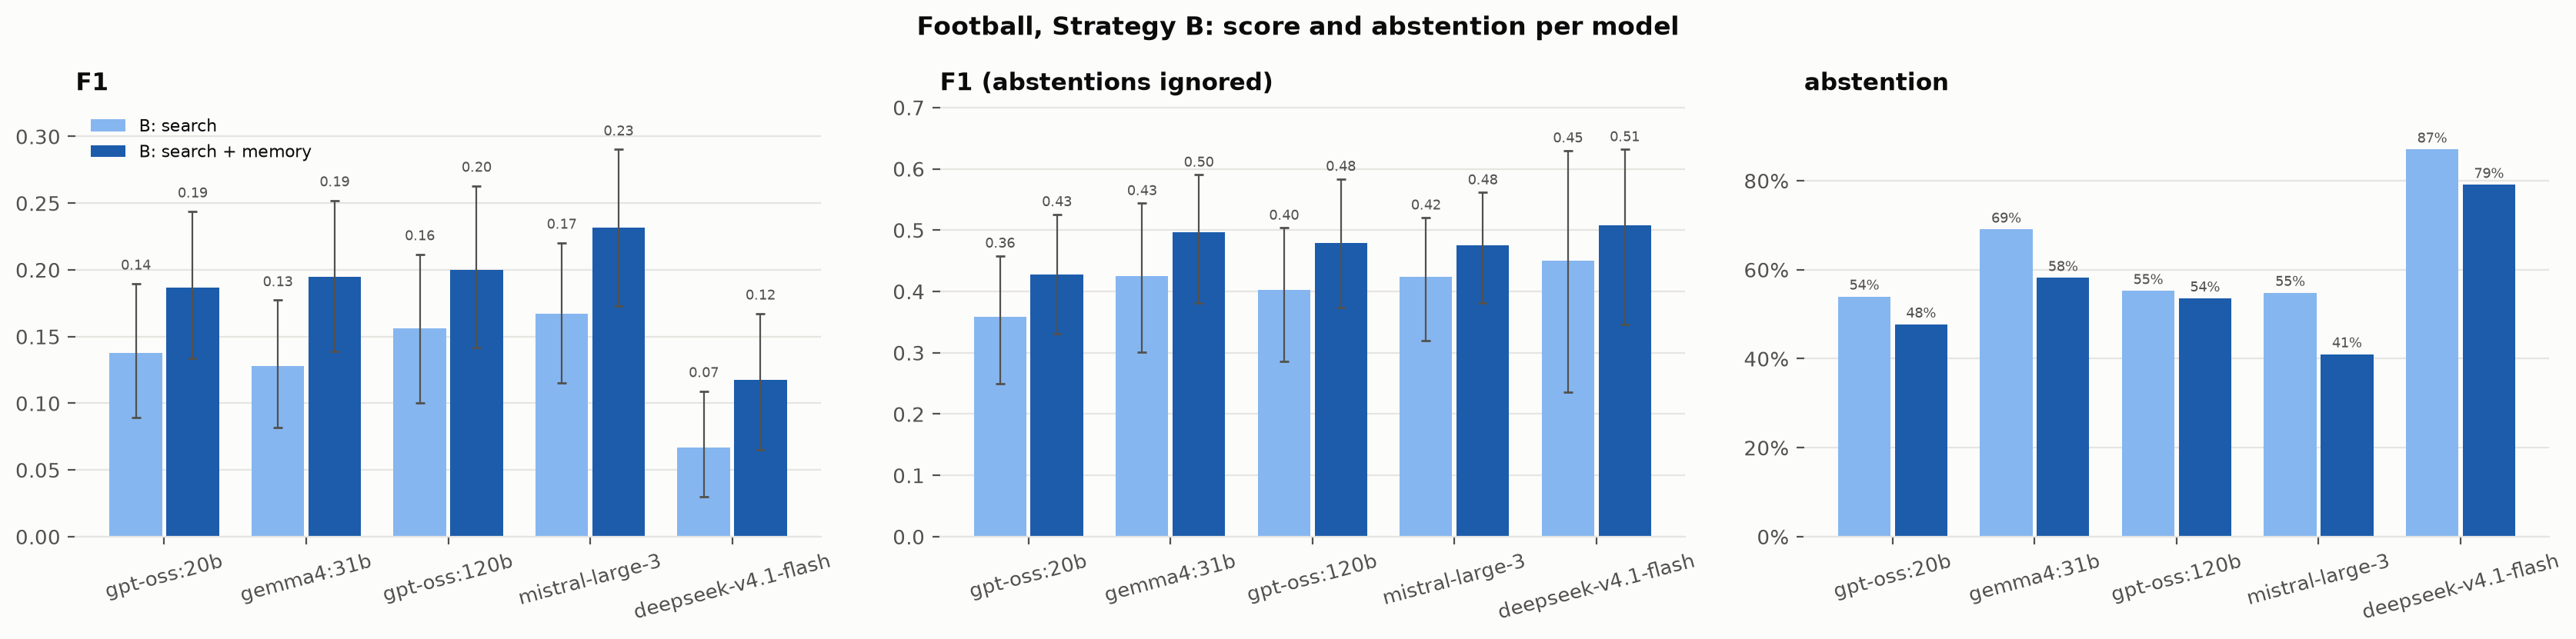 Football, Strategy B: score and abstention per model
F1
B: search
B: search + memory
0.30
0.25
0.20
0.15
0.10
0.05
0.00
0.14
0.19
0.13
0.19
0.16
0.20
0.17
0.23
0.07
0.12
gpt-oss:20b
gemma4:31b
gpt-oss:120b
mistral-large-3
deepseek-v4.1-flash
F1 (abstentions ignored)
0.7
0.6
0.5
0.4
0.3
0.2
0.1
0.0
0.36
0.43
0.43
0.50
0.40
0.48
0.42
0.48
0.45
0.51
gpt-oss:20b
gemma4:31b
gpt-oss:120b
mistral-large-3
deepseek-v4.1-flash
abstention
80%
60%
40%
20%
0%
54%
48%
69%
58%
55%
54%
55%
41%
87%
79%
gpt-oss:20b
gemma4:31b
gpt-oss:120b
mistral-large-3
deepseek-v4.1-flash